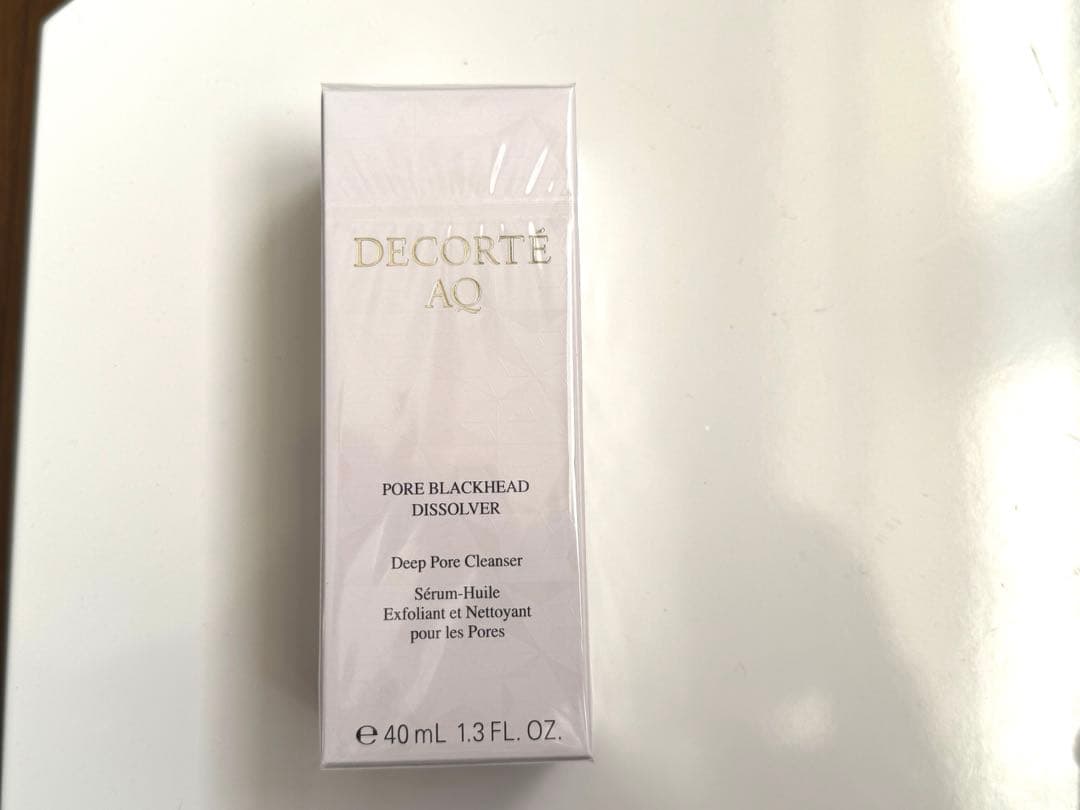 DECORTÉ
AQ
PORE BLACKHEAD
DISSOLVER
Deep Pore Cleanser
Sérum-Huile
Exfoliant et Nettoyant
pour les Pores
℮ 40 mL 1.3 FL. OZ.